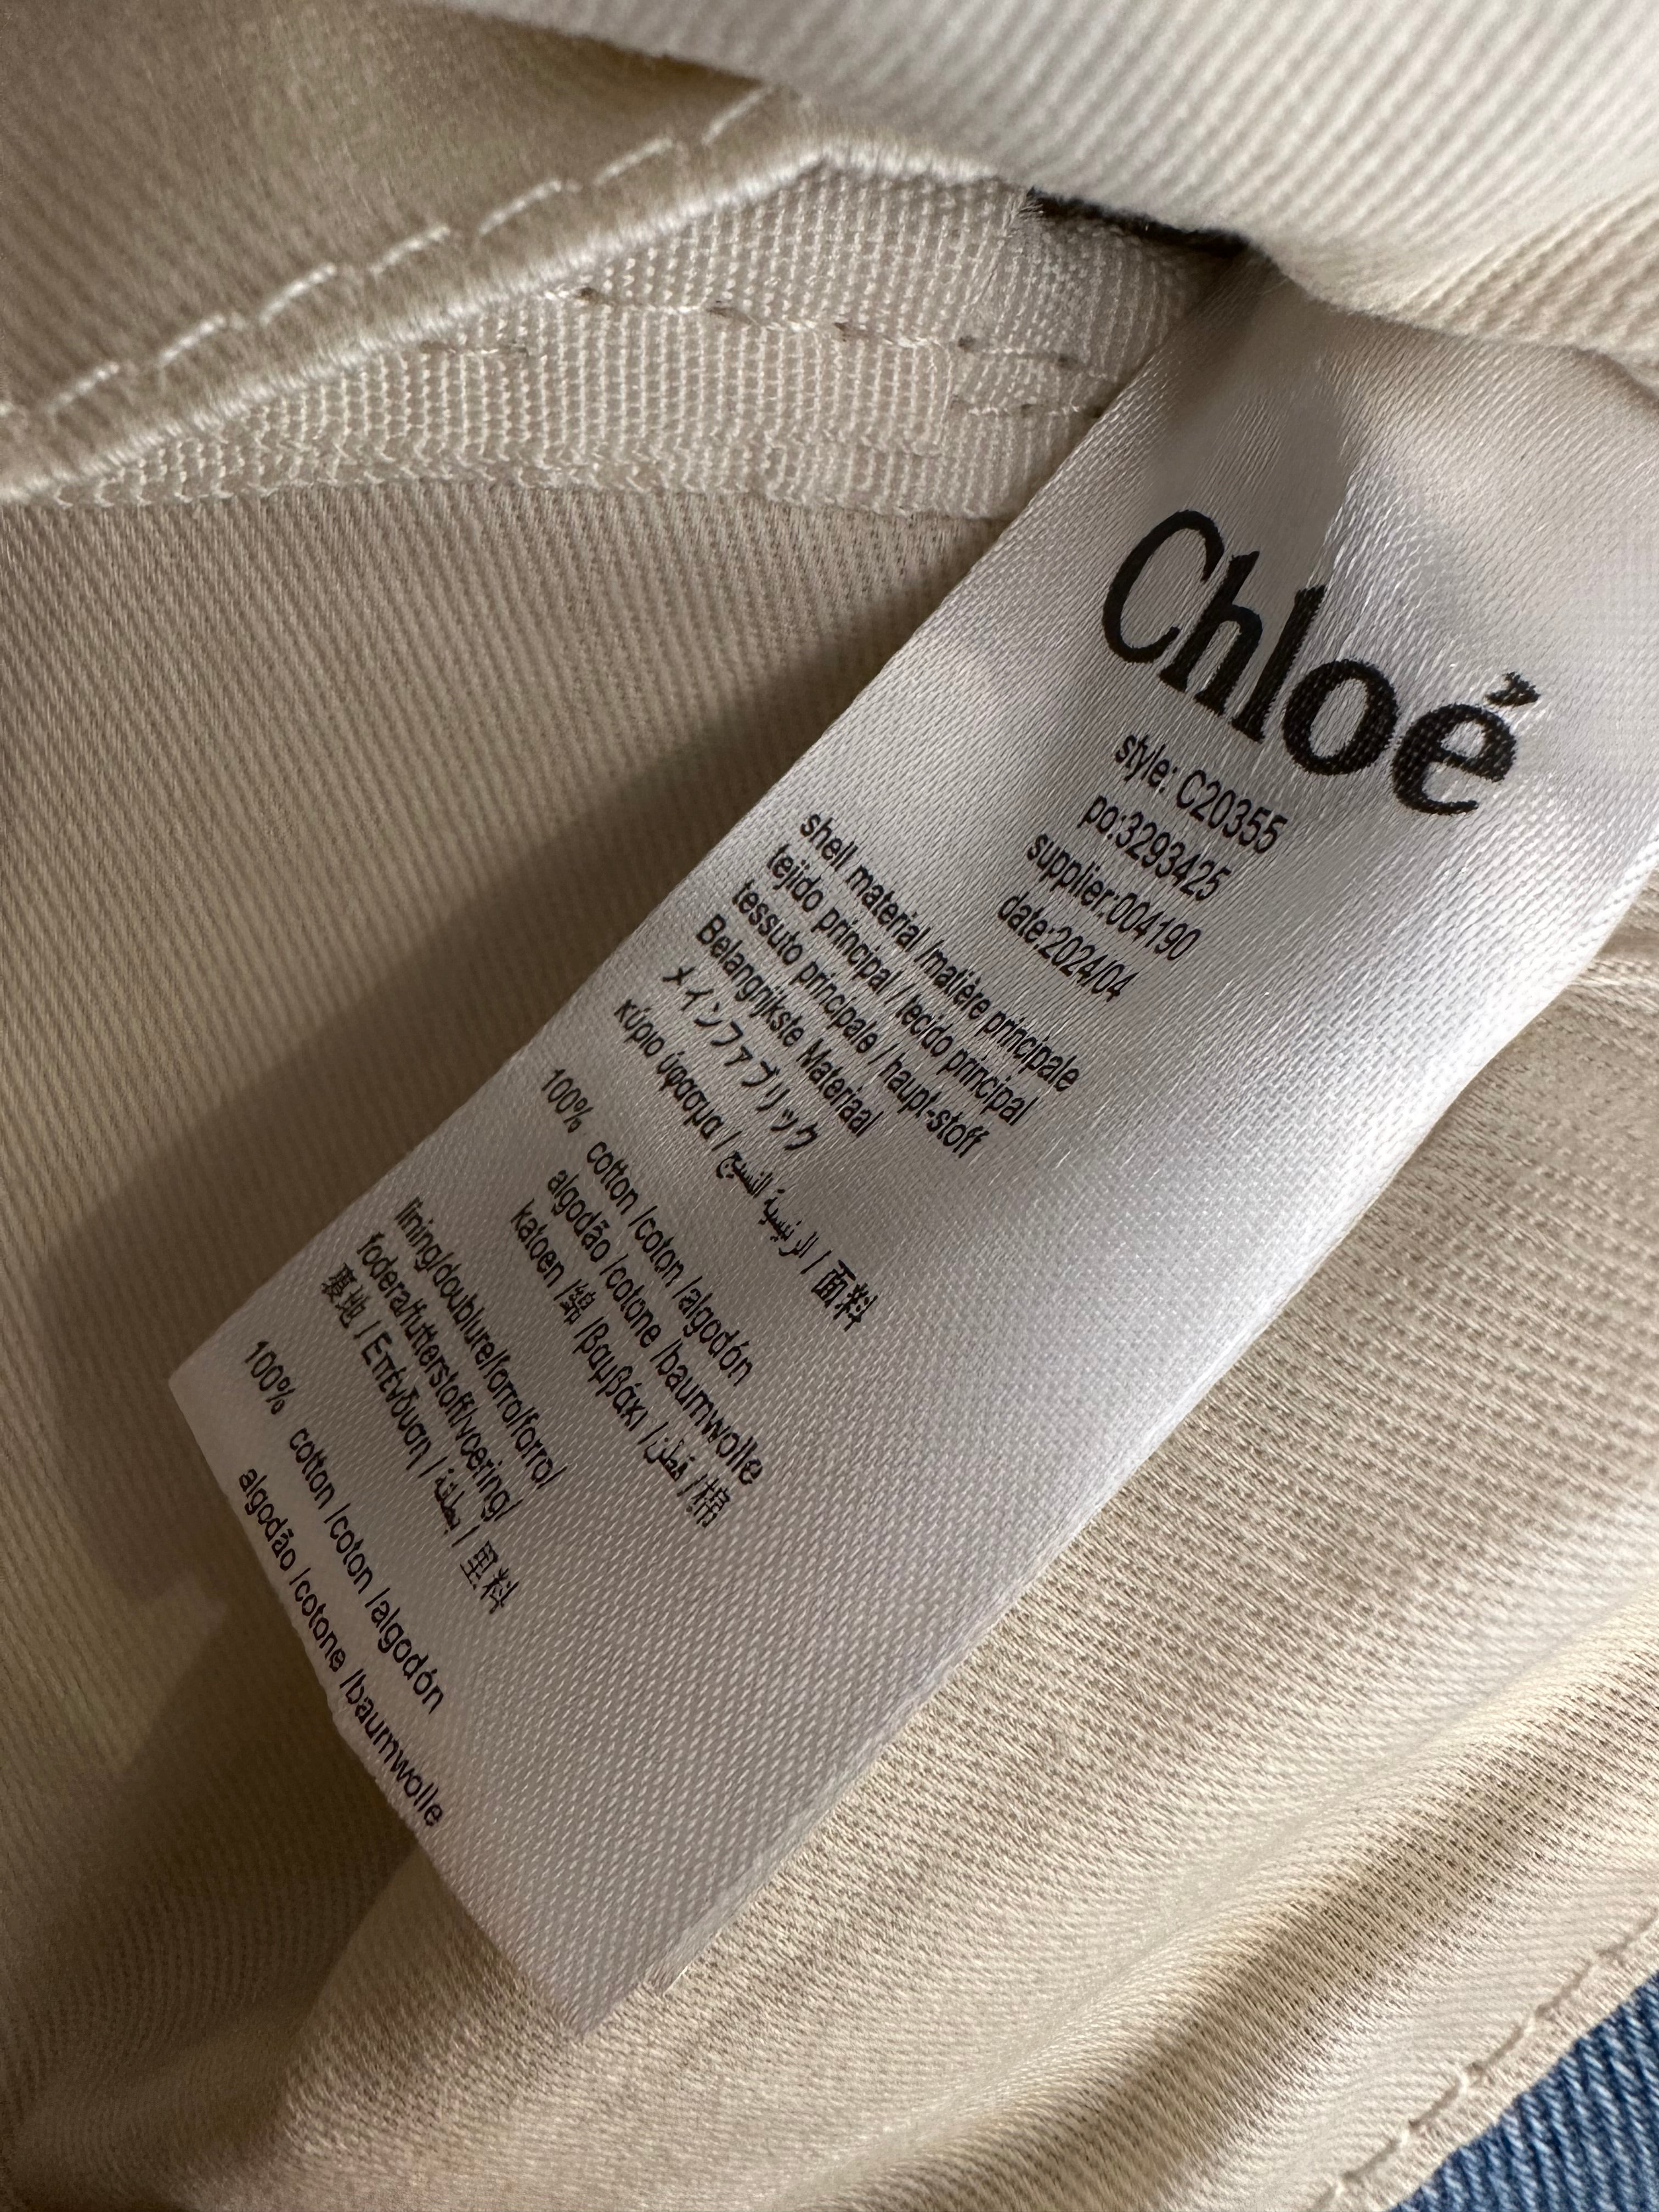 Chloé
style: C20355
po:3293425
supplier:004190
date:2024/04
shell material /matière principale
tejido principal / tecido principal
tessuto principale / haupt-stoff
Belangrijkste Materiaal
メインファブリック
κύριο ύφασμα / الرئيسية النسيج / 面料
100% cotton /coton /algodón
algodão /cotone /baumwolle
katoen /綿 /βαμβάκι /قطن /棉
lining/doublure/forro/forro/
fodera/futterstoff/voering/
裏地 / Επένδυση / بطانة / 里料
100% cotton /coton /algodón
algodão /cotone /baumwolle